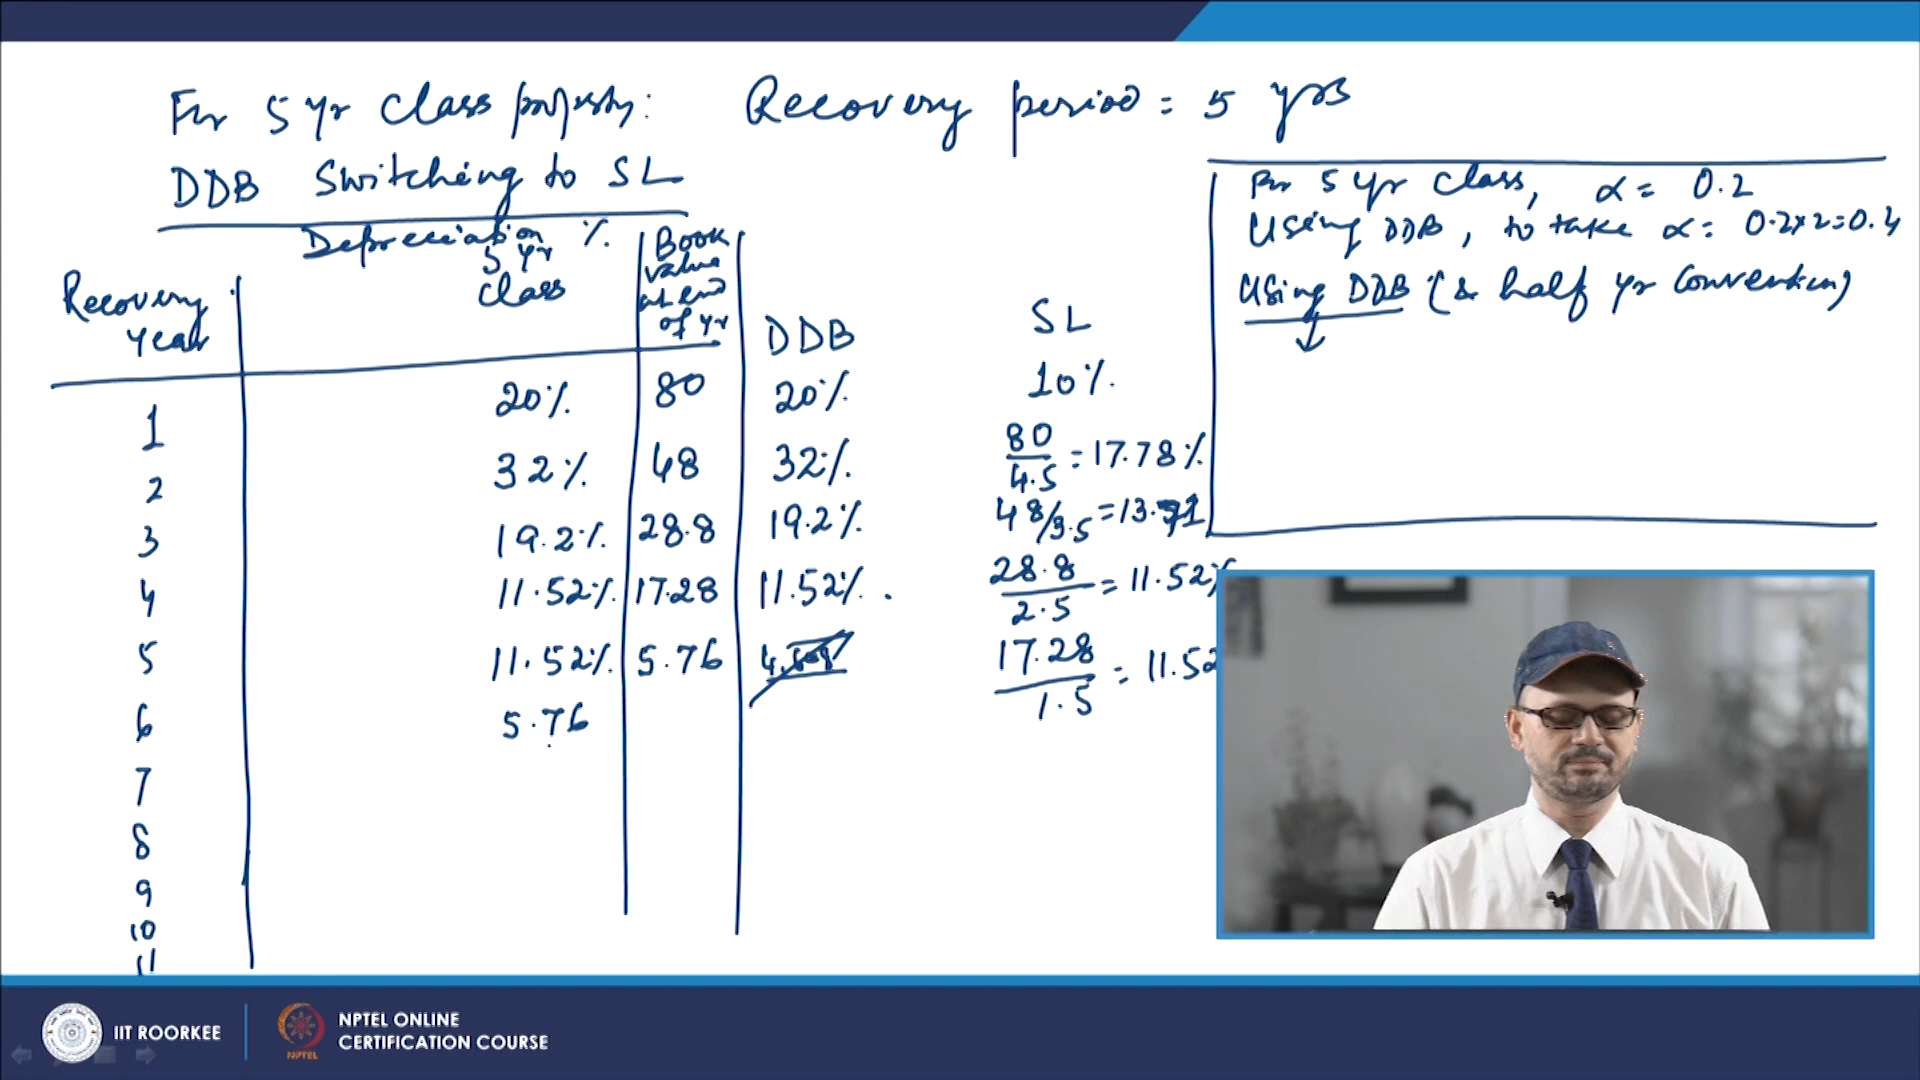 For 5 yr class property: Recovery period = 5 yrs
DDB Switching to SL
For 5 yr class, α = 0.2
Using DDB, to take α = 0.2×2=0.4
Using DDB (& half yr convention)
Recovery year | Depreciation % 5 yr class | Book value at end of yr | DDB | SL
1 | 20% | 80 | 20% | 10%.
2 | 32% | 48 | 32% | 80/4.5 = 17.78%
3 | 19.2% | 28.8 | 19.2% | 48/3.5 = 13.71
4 | 11.52% | 17.28 | 11.52% | 28.8/2.5 = 11.52%
5 | 11.52% | 5.76 | | 17.28/1.5 = 11.52
6 | 5.76
7
8
9
10
11
IIT ROORKEE
NPTEL
NPTEL ONLINE
CERTIFICATION COURSE